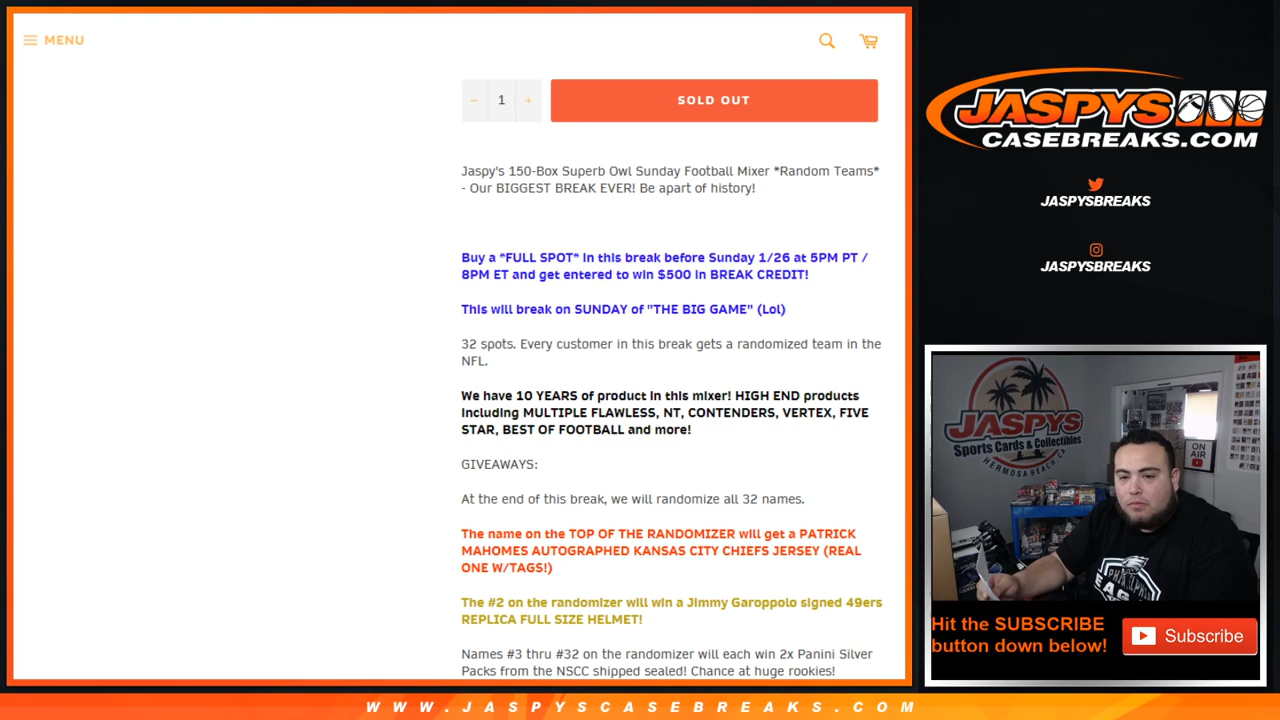 MENU
1
SOLD OUT
Jaspy's 150-Box Superb Owl Sunday Football Mixer *Random Teams*
- Our BIGGEST BREAK EVER! Be apart of history!
Buy a *FULL SPOT* in this break before Sunday 1/26 at 5PM PT /
8PM ET and get entered to win $500 in BREAK CREDIT!
This will break on SUNDAY of "THE BIG GAME" (Lol)
32 spots. Every customer in this break gets a randomized team in the
NFL.
We have 10 YEARS of product in this mixer! HIGH END products
including MULTIPLE FLAWLESS, NT, CONTENDERS, VERTEX, FIVE
STAR, BEST OF FOOTBALL and more!
GIVEAWAYS:
At the end of this break, we will randomize all 32 names.
The name on the TOP OF THE RANDOMIZER will get a PATRICK
MAHOMES AUTOGRAPHED KANSAS CITY CHIEFS JERSEY (REAL
ONE W/TAGS!)
The #2 on the randomizer will win a Jimmy Garoppolo signed 49ers
REPLICA FULL SIZE HELMET!
Names #3 thru #32 on the randomizer will each win 2x Panini Silver
Packs from the NSCC shipped sealed! Chance at huge rookies!
JASPYS
CASEBREAKS.COM
JASPYSBREAKS
JASPYSBREAKS
JASPYS
Sports Cards & Collectibles
HERMOSA BEACH, CA
ON
AIR
Hit the SUBSCRIBE
button down below!
Subscribe
WWW.JASPYSCASEBREAKS.COM